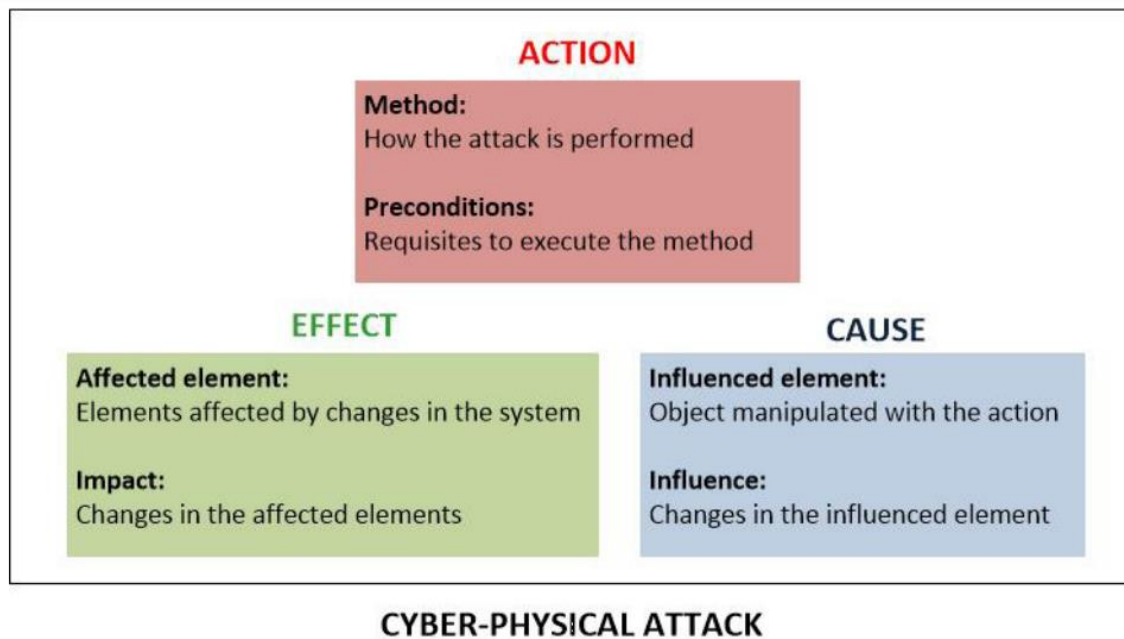 ACTION
Method:
How the attack is performed
Preconditions:
Requisites to execute the method
EFFECT
Affected element:
Elements affected by changes in the system
Impact:
Changes in the affected elements
CAUSE
Influenced element:
Object manipulated with the action
Influence:
Changes in the influenced element
CYBER-PHYSICAL ATTACK